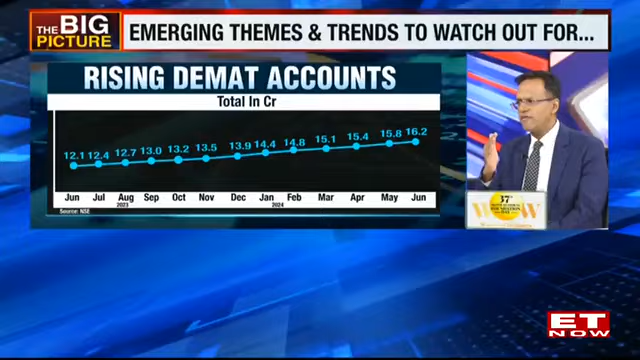 THE BIG PICTURE
EMERGING THEMES & TRENDS TO WATCH OUT FOR...
RISING DEMAT ACCOUNTS
Total In Cr
12.1 12.4 12.7 13.0 13.2 13.5 13.9 14.4 14.8 15.1 15.4 15.8 16.2
Jun Jul Aug Sep Oct Nov Dec Jan Feb Mar Apr May Jun
2023 2024
Source: NSE
37
ET
NOW